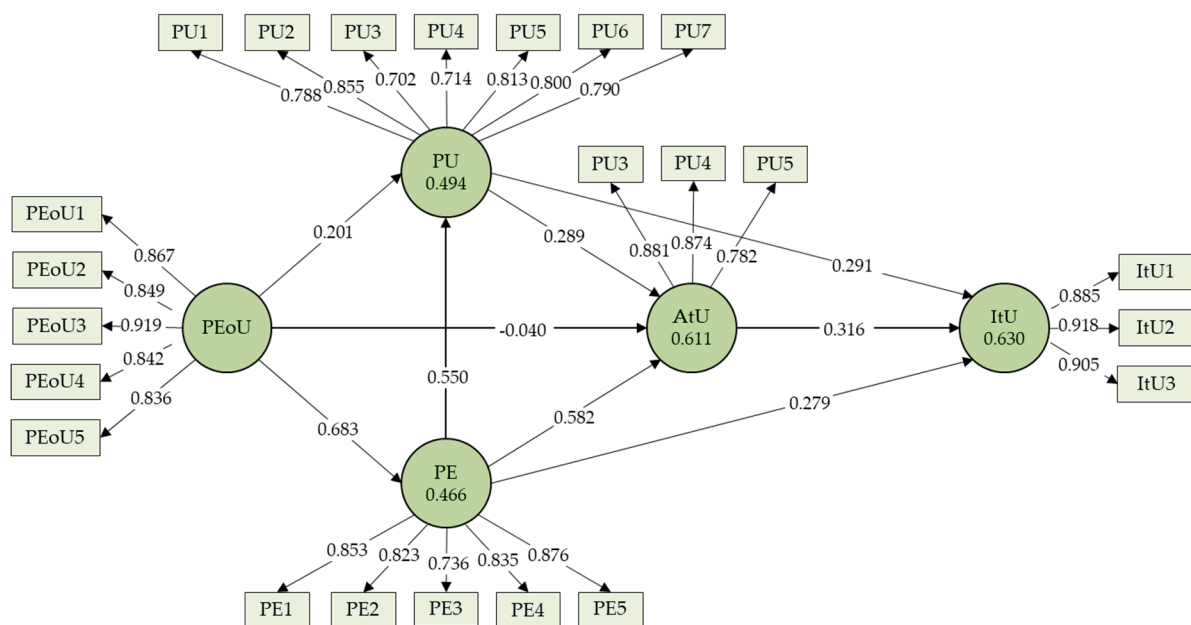 PU1 PU2 PU3 PU4 PU5 PU6 PU7
0.788 0.855 0.702 0.714 0.813 0.800 0.790
PU
0.494
PU3 PU4 PU5
0.881 0.874 0.782
PEoU1
PEoU2
PEoU3
PEoU4
PEoU5
0.867
0.849
0.919
0.842
0.836
PEoU
0.201
0.289
0.291
-0.040
0.550
0.683
0.582
0.279
AtU
0.611
0.316
ItU
0.630
0.885
0.918
0.905
ItU1
ItU2
ItU3
PE
0.466
0.853 0.823 0.736 0.835 0.876
PE1 PE2 PE3 PE4 PE5